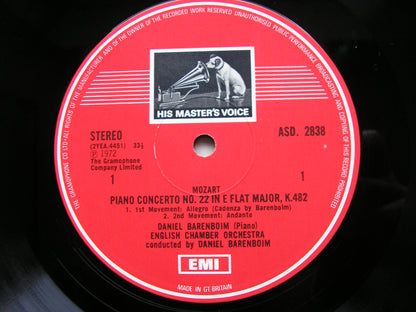 ALL RIGHTS OF THE MANUFACTURER AND OF THE OWNER OF THE RECORDED WORK RESERVED UNAUTHORISED PUBLIC PERFORMANCE BROADCASTING AND COPYING OF THIS RECORD PROHIBITED
THE GRAMOPHONE CO LTD
HIS MASTER'S VOICE
STEREO
ASD. 2838
(2YEA.4451) 33⅓
Ⓟ 1972
The Gramophone
Company Limited
1 1
MOZART
PIANO CONCERTO NO. 22 IN E FLAT MAJOR, K.482
1. 1st Movement: Allegro (Cadenza by Barenboim)
2. 2nd Movement: Andante
DANIEL BARENBOIM (Piano)
ENGLISH CHAMBER ORCHESTRA
conducted by DANIEL BARENBOIM
EMI
MADE IN GT BRITAIN